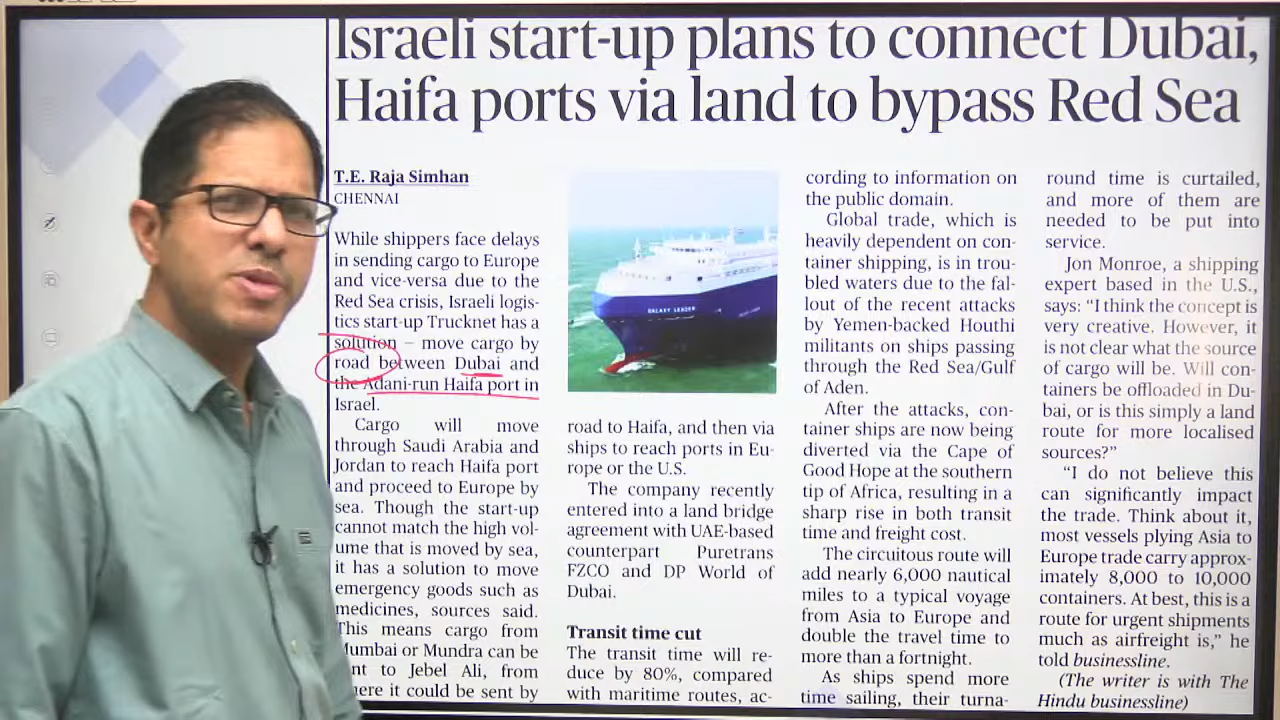 Israeli start-up plans to connect Dubai,
Haifa ports via land to bypass Red Sea
T.E. Raja Simhan
CHENNAI
While shippers face delays
in sending cargo to Europe
and vice-versa due to the
Red Sea crisis, Israeli logis-
tics start-up Trucknet has a
solution – move cargo by
road between Dubai and
the Adani-run Haifa port in
Israel.
Cargo will move
through Saudi Arabia and
Jordan to reach Haifa port
and proceed to Europe by
sea. Though the start-up
cannot match the high vol-
ume that is moved by sea,
it has a solution to move
emergency goods such as
medicines, sources said.
This means cargo from
Mumbai or Mundra can be
to Jebel Ali, from
it could be sent by
GALAXY LEADER
road to Haifa, and then via
ships to reach ports in Eu-
rope or the U.S.
The company recently
entered into a land bridge
agreement with UAE-based
counterpart Puretrans
FZCO and DP World of
Dubai.
Transit time cut
The transit time will re-
duce by 80%, compared
with maritime routes, ac-
cording to information on
the public domain.
Global trade, which is
heavily dependent on con-
tainer shipping, is in trou-
bled waters due to the fal-
lout of the recent attacks
by Yemen-backed Houthi
militants on ships passing
through the Red Sea/Gulf
of Aden.
After the attacks, con-
tainer ships are now being
diverted via the Cape of
Good Hope at the southern
tip of Africa, resulting in a
sharp rise in both transit
time and freight cost.
The circuitous route will
add nearly 6,000 nautical
miles to a typical voyage
from Asia to Europe and
double the travel time to
more than a fortnight.
As ships spend more
time sailing, their turna-
round time is curtailed,
and more of them are
needed to be put into
service.
Jon Monroe, a shipping
expert based in the U.S.,
says: “I think the concept is
very creative. However, it
is not clear what the source
of cargo will be. Will con-
tainers be offloaded in Du-
bai, or is this simply a land
route for more localised
sources?”
“I do not believe this
can significantly impact
the trade. Think about it,
most vessels plying Asia to
Europe trade carry approx-
imately 8,000 to 10,000
containers. At best, this is a
route for urgent shipments
much as airfreight is,” he
told businessline.
(The writer is with The
Hindu businessline)